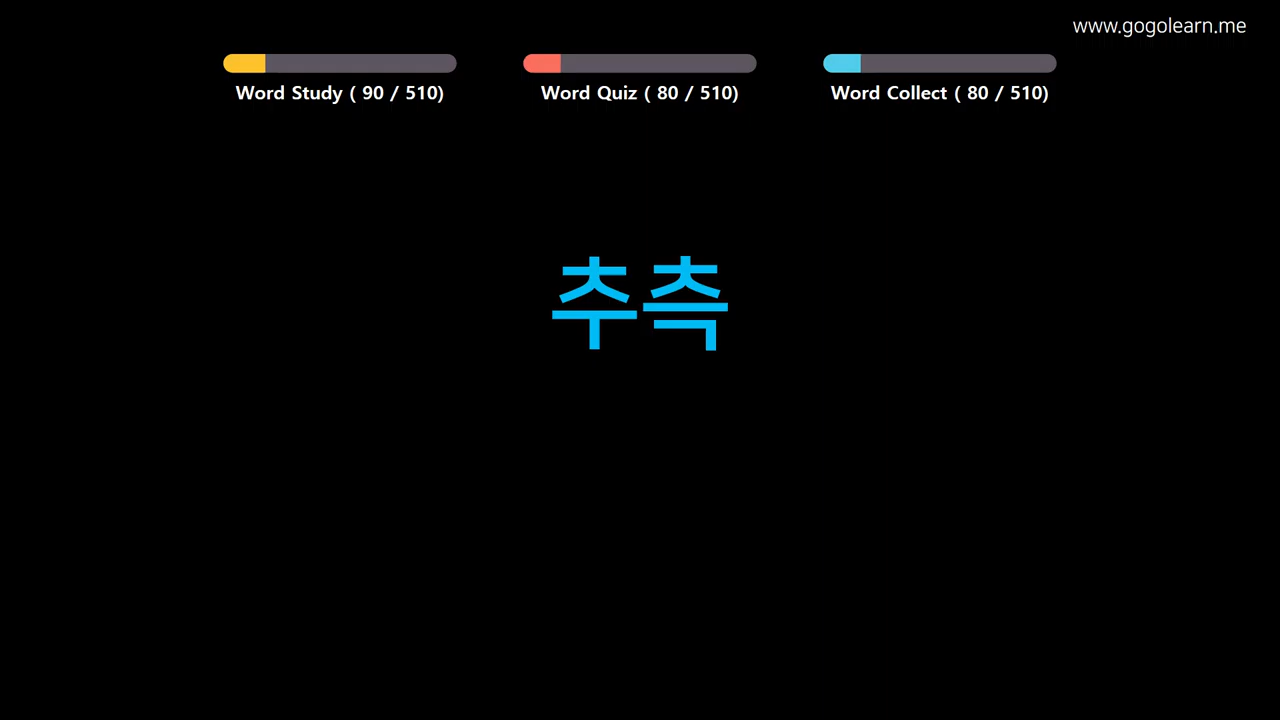 www.gogolearn.me
Word Study ( 90 / 510)
Word Quiz ( 80 / 510)
Word Collect ( 80 / 510)
추측